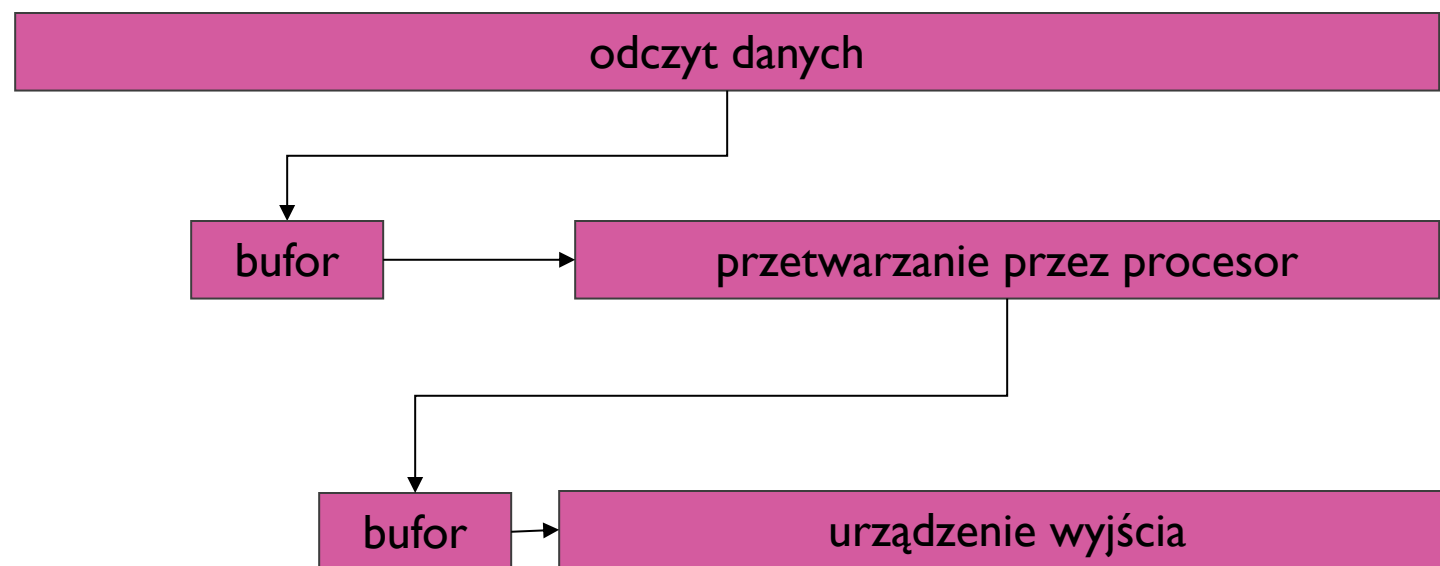 odczyt danych
bufor
przetwarzanie przez procesor
bufor
urządzenie wyjścia